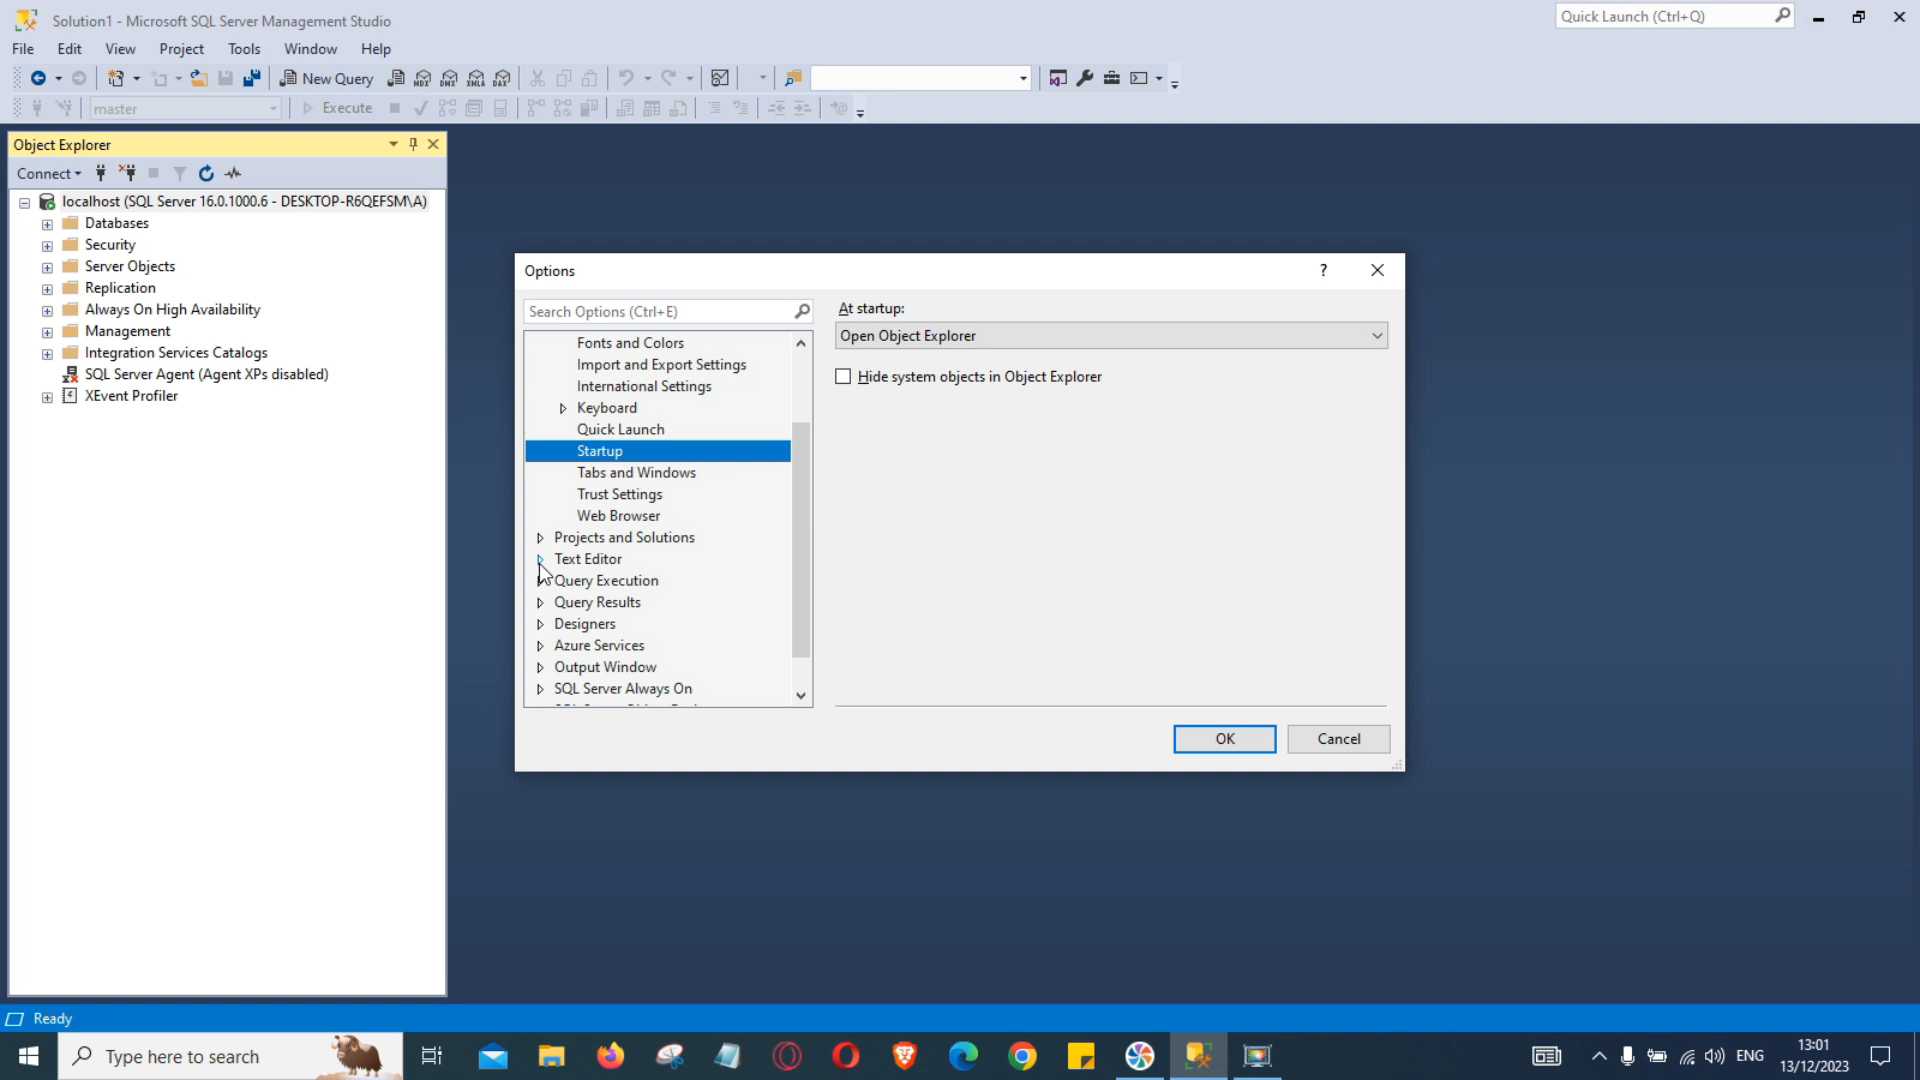 Solution1 - Microsoft SQL Server Management Studio
Quick Launch (Ctrl+Q)
File Edit View Project Tools Window Help
New Query MDX DMX XMLA DAX
master Execute
Object Explorer
Connect
localhost (SQL Server 16.0.1000.6 - DESKTOP-R6QEFSM\A)
Databases
Security
Server Objects
Replication
Always On High Availability
Management
Integration Services Catalogs
SQL Server Agent (Agent XPs disabled)
XEvent Profiler
Options
?
Search Options (Ctrl+E)
Fonts and Colors
Import and Export Settings
International Settings
Keyboard
Quick Launch
Startup
Tabs and Windows
Trust Settings
Web Browser
Projects and Solutions
Text Editor
Query Execution
Query Results
Designers
Azure Services
Output Window
SQL Server Always On
At startup:
Open Object Explorer
Hide system objects in Object Explorer
OK
Cancel
Ready
Type here to search
ENG
13:01
13/12/2023